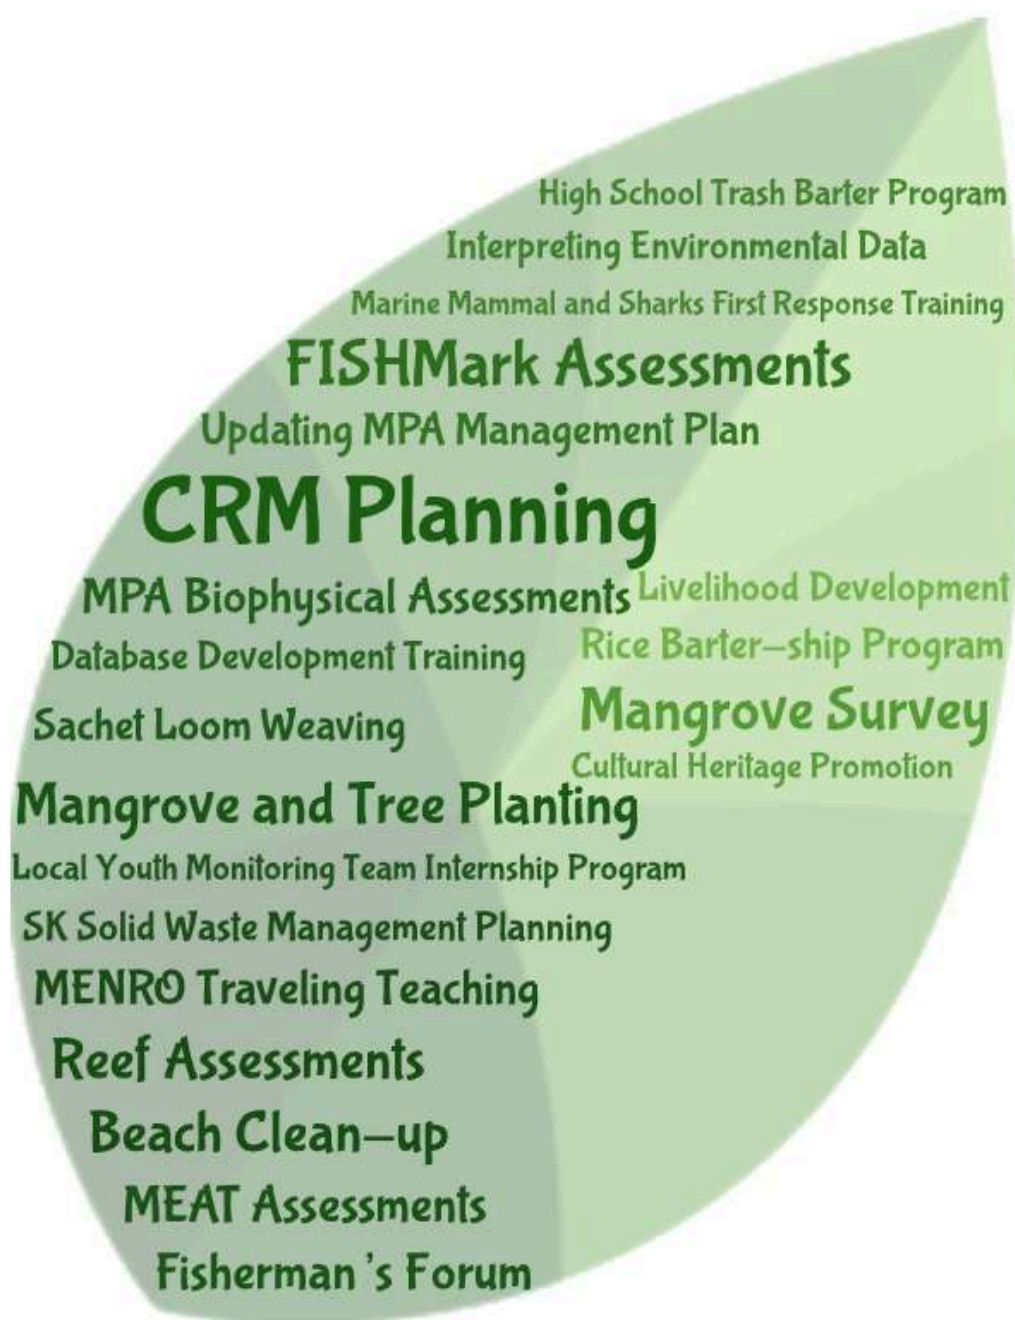 High School Trash Barter Program
Interpreting Environmental Data
Marine Mammal and Sharks First Response Training
FISHMark Assessments
Updating MPA Management Plan
CRM Planning
MPA Biophysical Assessments
Livelihood Development
Database Development Training
Rice Barter–ship Program
Sachet Loom Weaving
Mangrove Survey
Cultural Heritage Promotion
Mangrove and Tree Planting
Local Youth Monitoring Team Internship Program
SK Solid Waste Management Planning
MENRO Traveling Teaching
Reef Assessments
Beach Clean–up
MEAT Assessments
Fisherman 's Forum